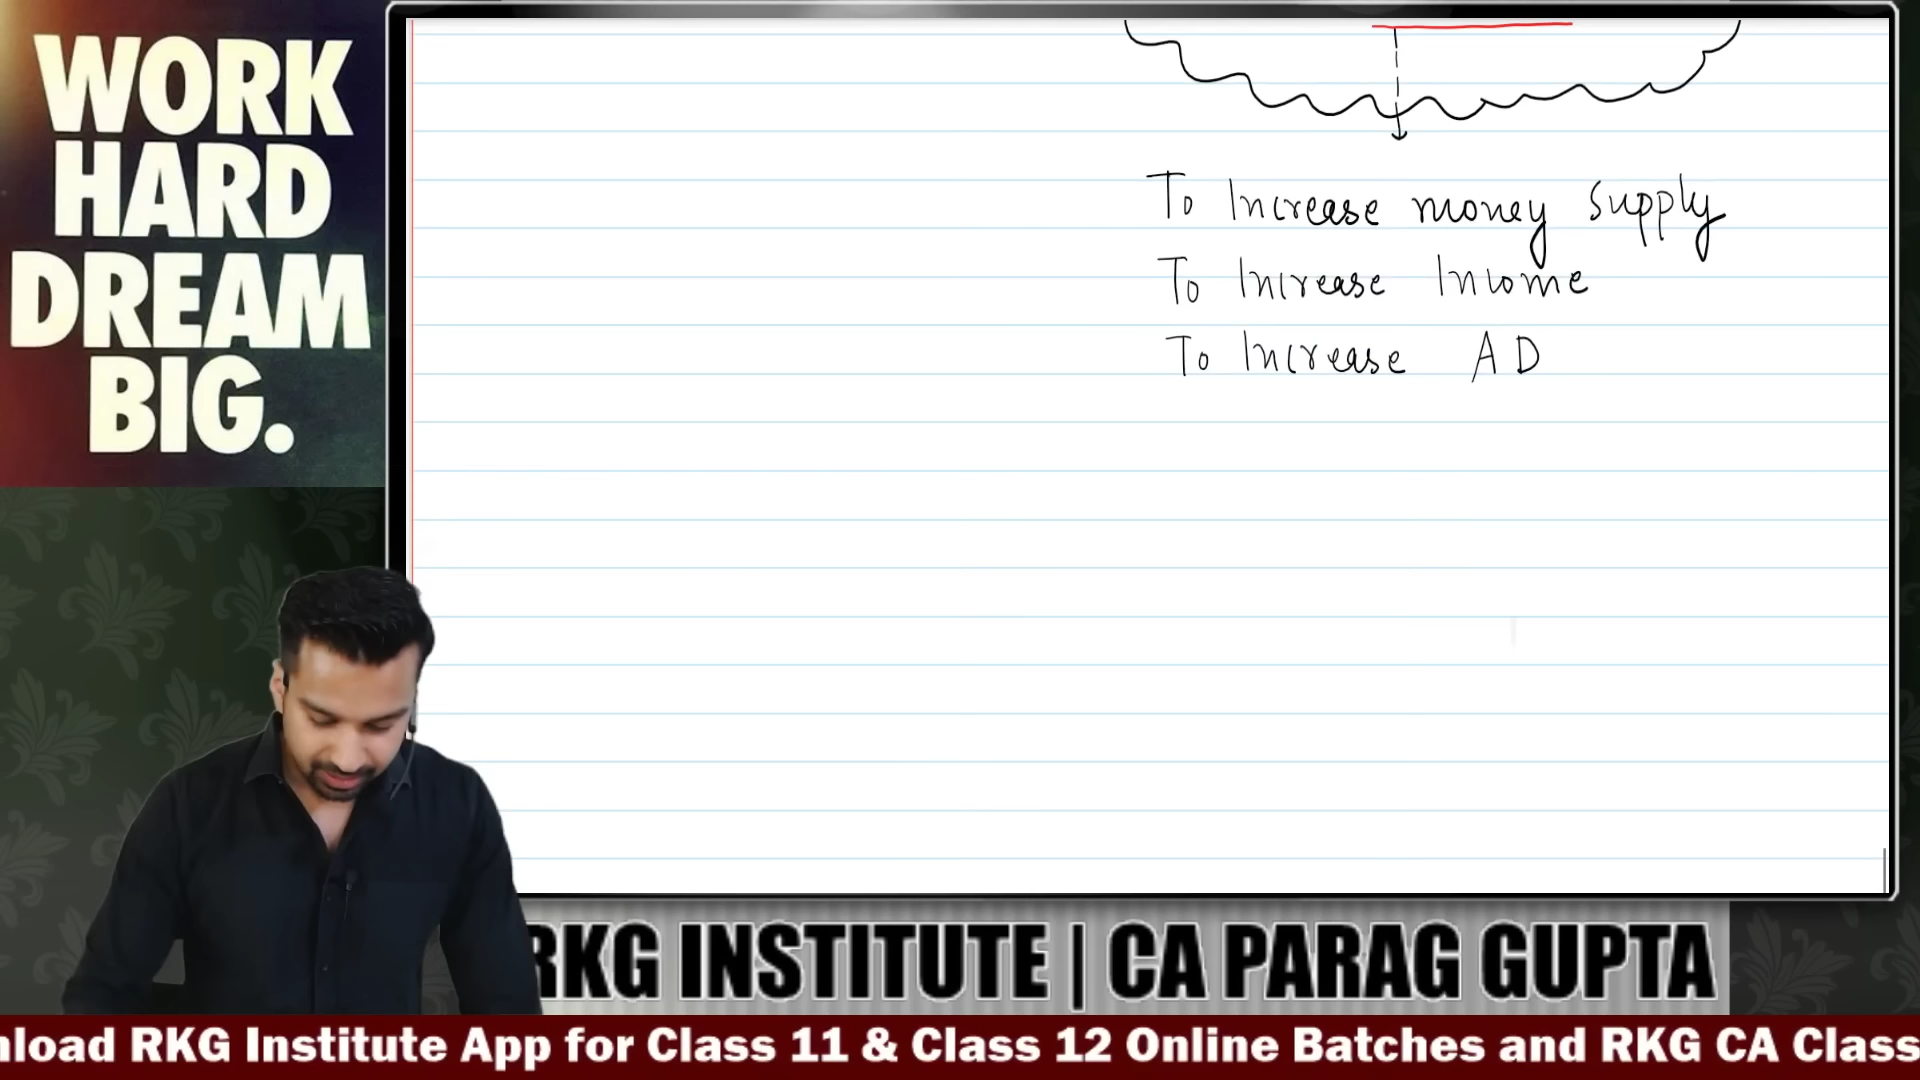 WORK
HARD
DREAM
BIG.
To Increase money supply
To Increase Income
To Increase AD
RKG INSTITUTE | CA PARAG GUPTA
nload RKG Institute App for Class 11 & Class 12 Online Batches and RKG CA Class